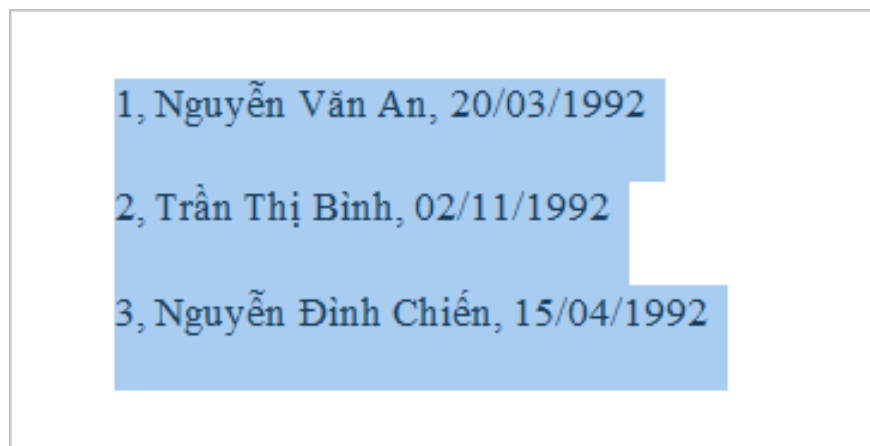 1, Nguyễn Văn An, 20/03/1992
2, Trần Thị Bình, 02/11/1992
3, Nguyễn Đình Chiến, 15/04/1992